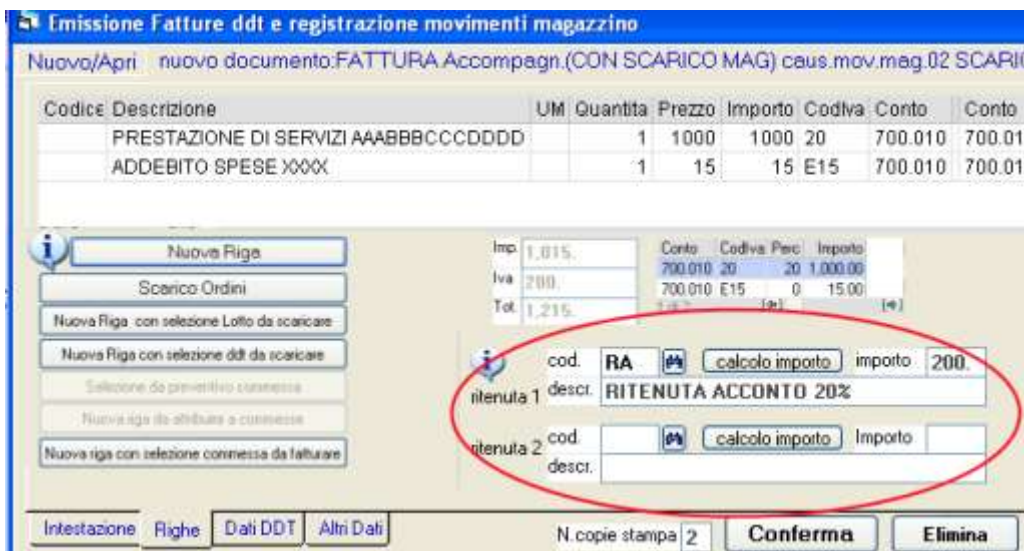 Emissione Fatture ddt e registrazione movimenti magazzino
Nuovo/Apri nuovo documento:FATTURA Accompagn.(CON SCARICO MAG) caus.mov.mag.02 SCARIC
Codice Descrizione UM Quantita Prezzo Importo CodIva Conto Conto
PRESTAZIONE DI SERVIZI AAABBBCCCDDDD 1 1000 1000 20 700.010 700.01
ADDEBITO SPESE XXXX 1 15 15 E15 700.010 700.01
Nuova Riga
Scarico Ordini
Nuova Riga con selezione Lotto da scaricare
Nuova Riga con selezione ddt da scaricare
Selezione da preventivo commessa
Nuova riga da attribuire a commessa
Nuova riga con selezione commessa da fatturare
Imp. 1,015.
Iva 200.
Tot. 1,215.
Conto CodIva Perc Importo
700.010 20 20 1,000.00
700.010 E15 0 15.00
ritenuta 1 cod. RA calcolo importo importo 200.
descr. RITENUTA ACCONTO 20%
ritenuta 2 cod. calcolo importo Importo
descr.
Intestazione Righe Dati DDT Altri Dati
N.copie stampa 2 Conferma Elimina